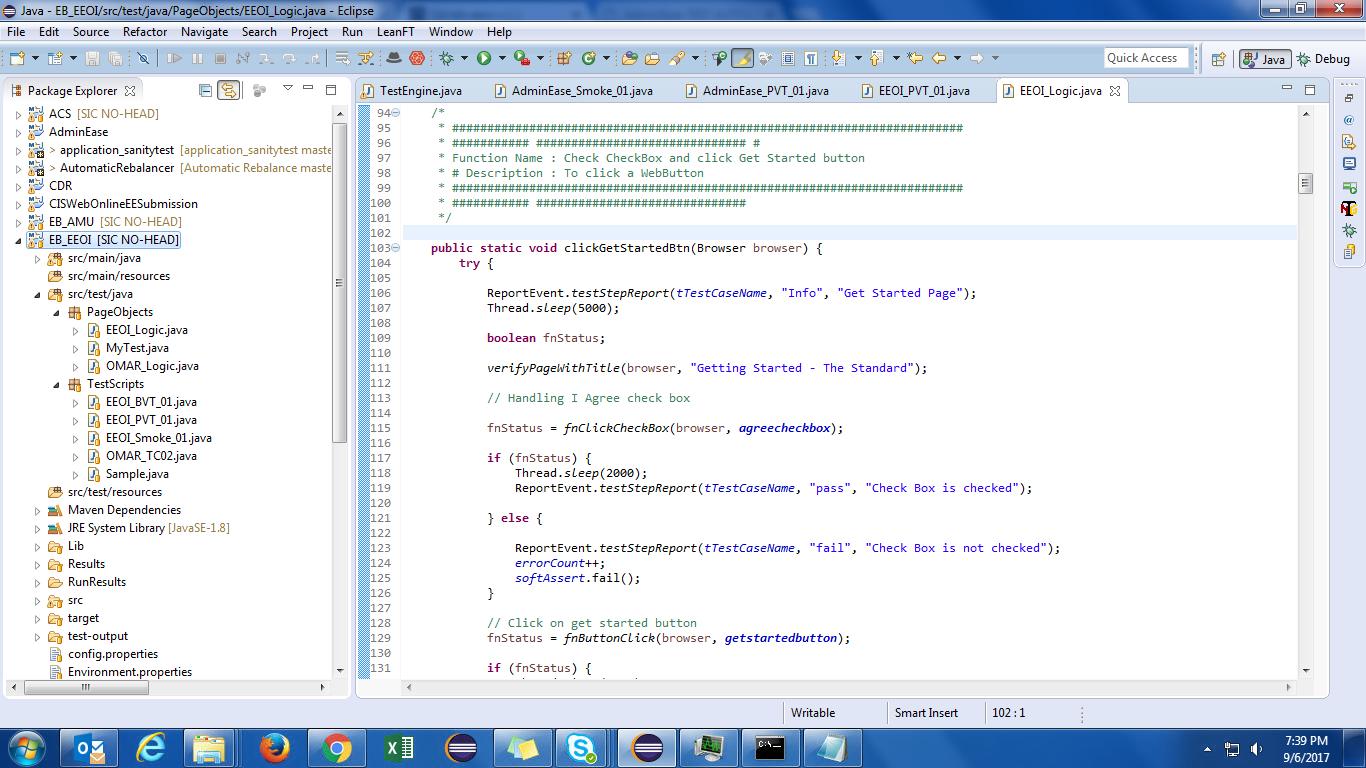 Java - EB_EEOI/src/test/java/PageObjects/EEOI_Logic.java - Eclipse
File Edit Source Refactor Navigate Search Project Run LeanFT Window Help
Quick Access
Java
Debug
Package Explorer
ACS [SIC NO-HEAD]
AdminEase
> application_sanitytest [application_sanitytest maste
> AutomaticRebalancer [Automatic Rebalance maste
CDR
CISWebOnlineEESubmission
EB_AMU [SIC NO-HEAD]
EB_EEOI [SIC NO-HEAD]
src/main/java
src/main/resources
src/test/java
PageObjects
EEOI_Logic.java
MyTest.java
OMAR_Logic.java
TestScripts
EEOI_BVT_01.java
EEOI_PVT_01.java
EEOI_Smoke_01.java
OMAR_TC02.java
Sample.java
src/test/resources
Maven Dependencies
JRE System Library [JavaSE-1.8]
Lib
Results
RunResults
src
target
test-output
config.properties
Environment.properties
TestEngine.java AdminEase_Smoke_01.java AdminEase_PVT_01.java EEOI_PVT_01.java EEOI_Logic.java
94 /*
95 * #########################################################################
96 * ########### ############################## #
97 * Function Name : Check CheckBox and click Get Started button
98 * # Description : To click a WebButton
99 * #########################################################################
100 * ########### ##############################
101 */
102
103 public static void clickGetStartedBtn(Browser browser) {
104 try {
105
106 ReportEvent.testStepReport(tTestCaseName, "Info", "Get Started Page");
107 Thread.sleep(5000);
108
109 boolean fnStatus;
110
111 verifyPageWithTitle(browser, "Getting Started - The Standard");
112
113 // Handling I Agree check box
114
115 fnStatus = fnClickCheckBox(browser, agreecheckbox);
116
117 if (fnStatus) {
118 Thread.sleep(2000);
119 ReportEvent.testStepReport(tTestCaseName, "pass", "Check Box is checked");
120
121 } else {
122
123 ReportEvent.testStepReport(tTestCaseName, "fail", "Check Box is not checked");
124 errorCount++;
125 softAssert.fail();
126 }
127
128 // Click on get started button
129 fnStatus = fnButtonClick(browser, getstartedbutton);
130
131 if (fnStatus) {
Writable Smart Insert 102 : 1
7:39 PM
9/6/2017